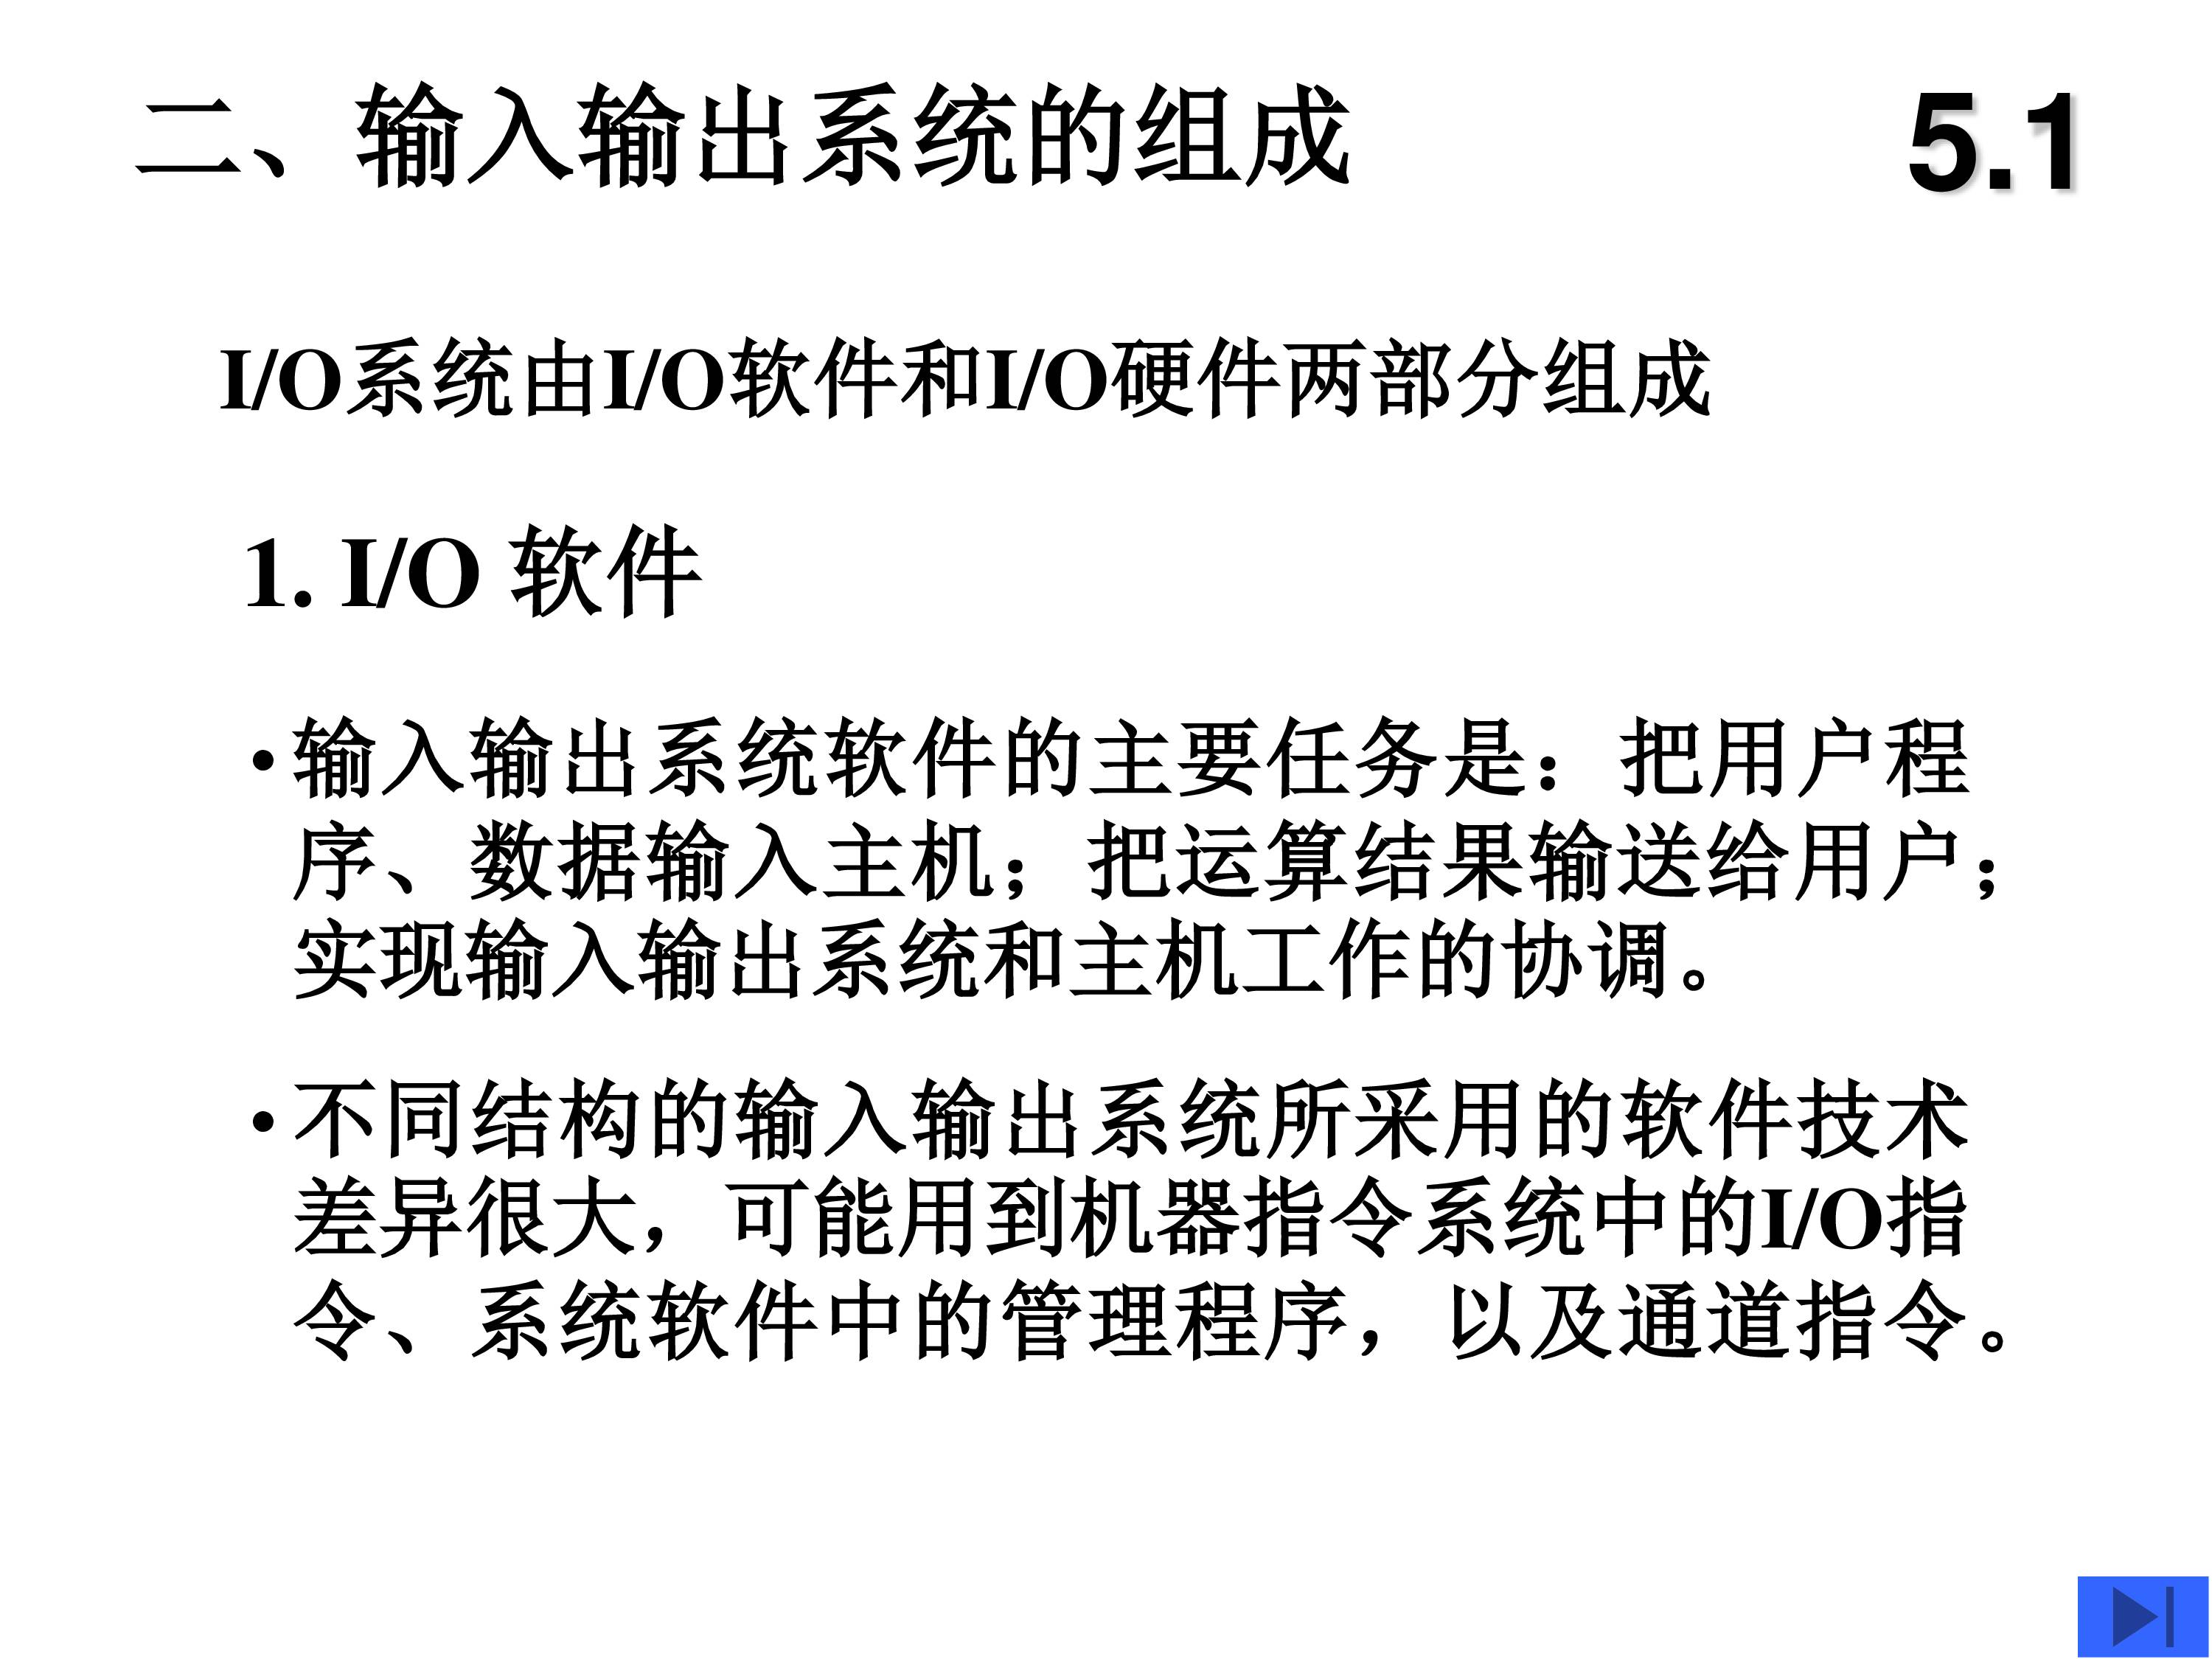 二、输入输出系统的组成
5.1
I/O系统由I/O软件和I/O硬件两部分组成
1. I/O 软件
•输入输出系统软件的主要任务是：把用户程
序、数据输入主机；把运算结果输送给用户；
实现输入输出系统和主机工作的协调。
•不同结构的输入输出系统所采用的软件技术
差异很大，可能用到机器指令系统中的I/O指
令、系统软件中的管理程序，以及通道指令。